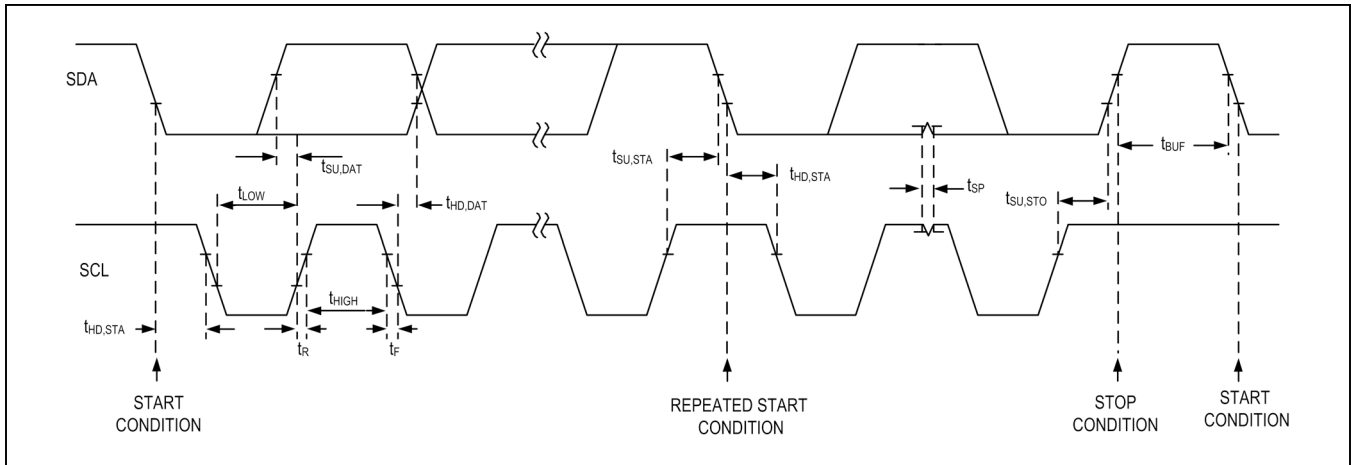 SDA
tSU,DAT
tSU,STA
tHD,STA
tSP
tBUF
tLOW
tHD,DAT
tSU,STO
SCL
tHIGH
tHD,STA
tR
tF
START
CONDITION
REPEATED START
CONDITION
STOP
CONDITION
START
CONDITION